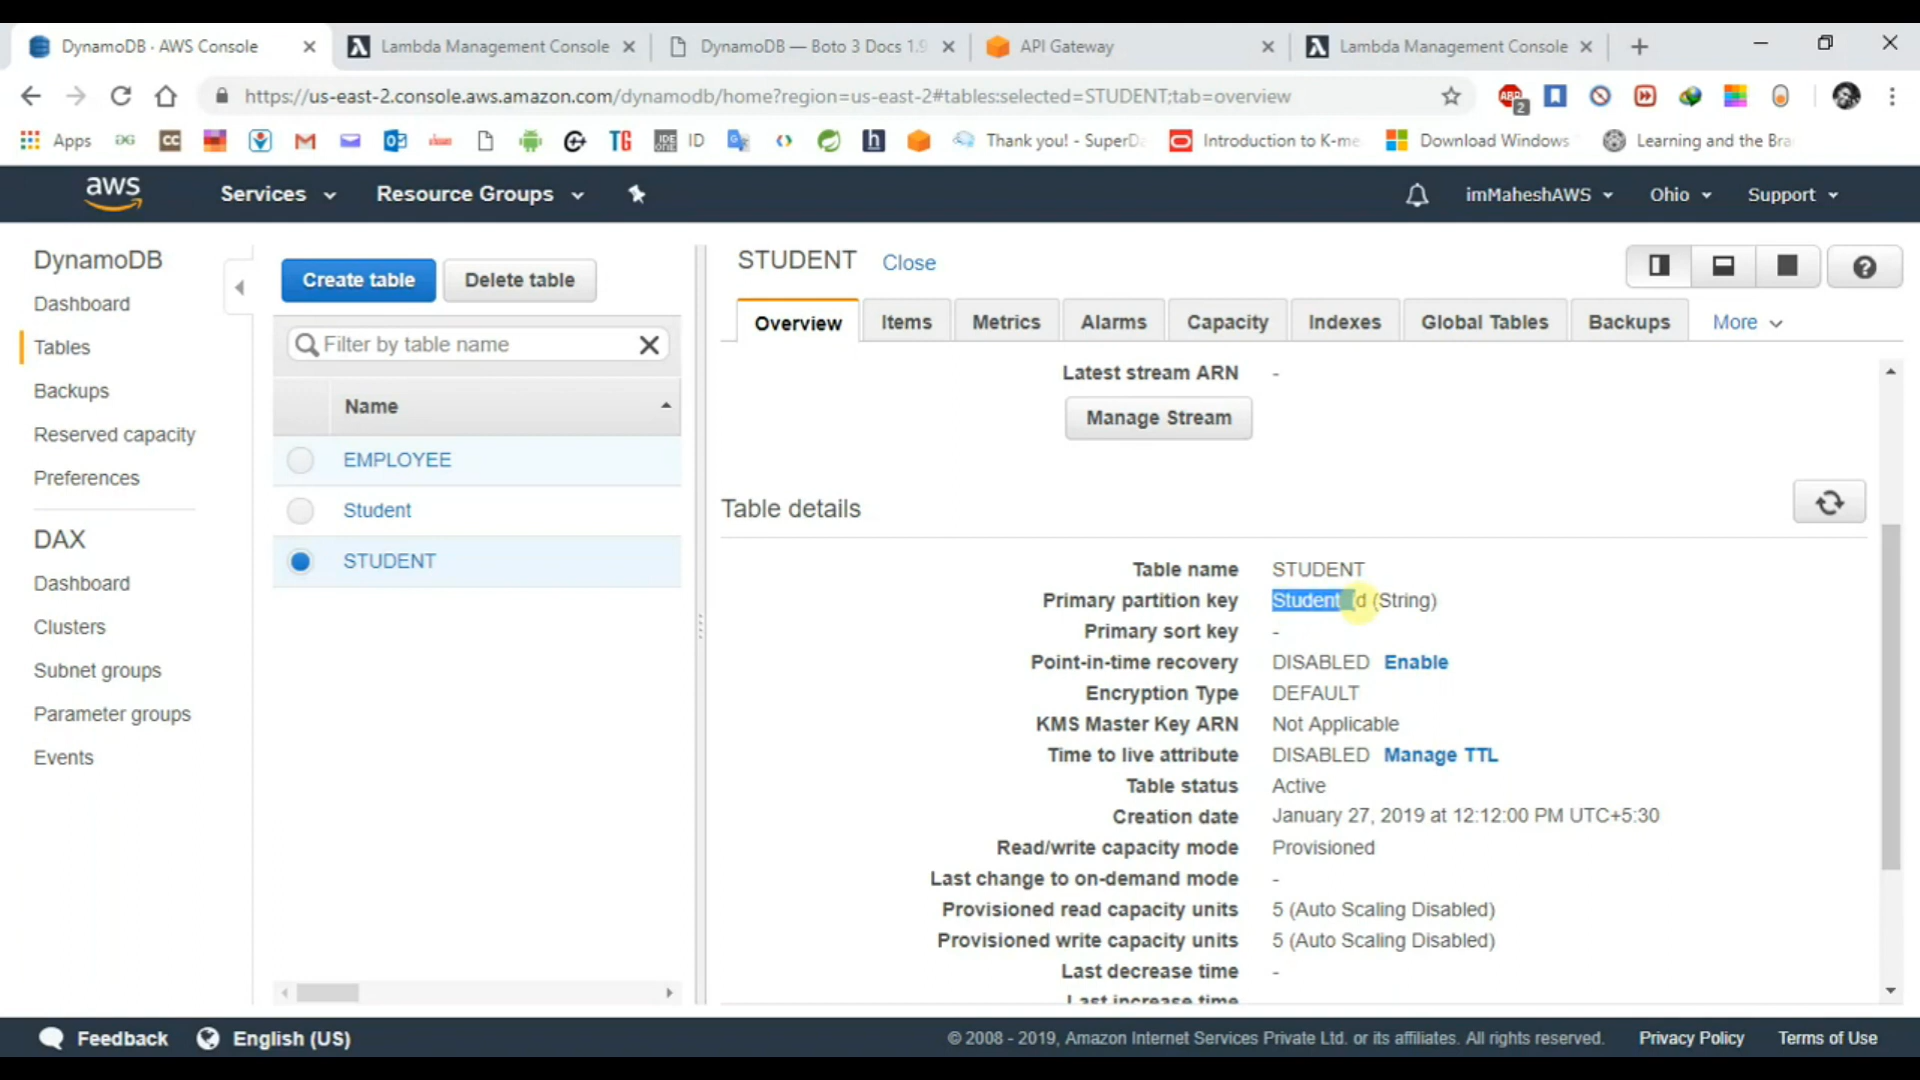 DynamoDB · AWS Console
Lambda Management Console
DynamoDB — Boto 3 Docs 1.9
API Gateway
Lambda Management Console
https://us-east-2.console.aws.amazon.com/dynamodb/home?region=us-east-2#tables:selected=STUDENT;tab=overview
ABP
2
Apps
CC
TG
ID
Thank you! - SuperDa
Introduction to K-me
Download Windows
Learning and the Bra
aws
Services
Resource Groups
imMaheshAWS
Ohio
Support
DynamoDB
Dashboard
Tables
Backups
Reserved capacity
Preferences
DAX
Dashboard
Clusters
Subnet groups
Parameter groups
Events
Create table
Delete table
Filter by table name
Name
EMPLOYEE
Student
STUDENT
STUDENT
Close
Overview
Items
Metrics
Alarms
Capacity
Indexes
Global Tables
Backups
More
Latest stream ARN -
Manage Stream
Table details
Table name STUDENT
Primary partition key Student d (String)
Primary sort key -
Point-in-time recovery DISABLED Enable
Encryption Type DEFAULT
KMS Master Key ARN Not Applicable
Time to live attribute DISABLED Manage TTL
Table status Active
Creation date January 27, 2019 at 12:12:00 PM UTC+5:30
Read/write capacity mode Provisioned
Last change to on-demand mode -
Provisioned read capacity units 5 (Auto Scaling Disabled)
Provisioned write capacity units 5 (Auto Scaling Disabled)
Last decrease time -
Last increase time
Feedback
English (US)
© 2008 - 2019, Amazon Internet Services Private Ltd. or its affiliates. All rights reserved.
Privacy Policy
Terms of Use